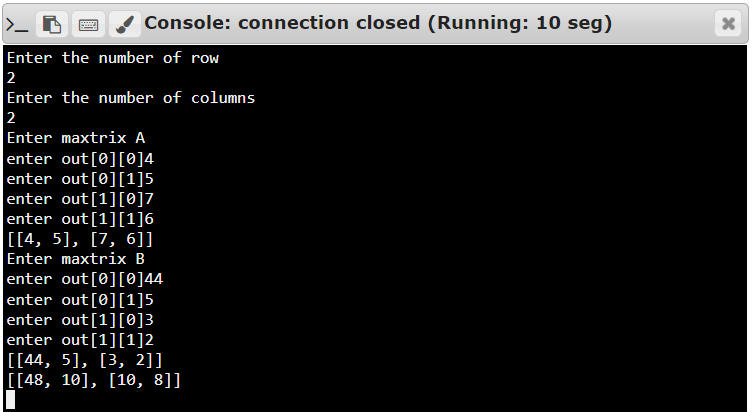 >_ Console: connection closed (Running: 10 seg)
Enter the number of row
2
Enter the number of columns
2
Enter maxtrix A
enter out[0][0]4
enter out[0][1]5
enter out[1][0]7
enter out[1][1]6
[[4, 5], [7, 6]]
Enter maxtrix B
enter out[0][0]44
enter out[0][1]5
enter out[1][0]3
enter out[1][1]2
[[44, 5], [3, 2]]
[[48, 10], [10, 8]]